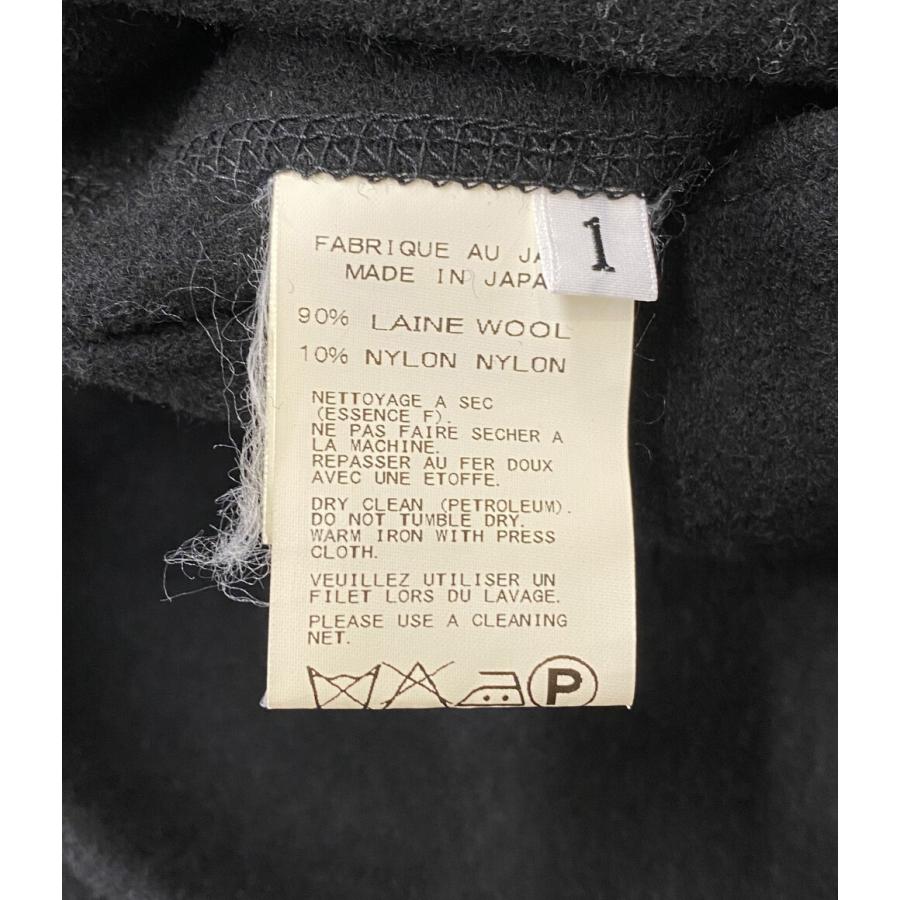 FABRIQUE AU
1
MADE IN JAPA
90% LAINE WOOL
10% NYLON NYLON
NETTOYAGE A SEC
(ESSENCE F).
NE PAS FAIRE SECHER A
LA MACHINE.
REPASSER AU FER DOUX
AVEC UNE ETOFFE.
DRY CLEAN (PETROLEUM).
DO NOT TUMBLE DRY.
WARM IRON WITH PRESS
CLOTH.
VEUILLEZ UTILISER UN
FILET LORS DU LAVAGE.
PLEASE USE A CLEANING
NET.
P